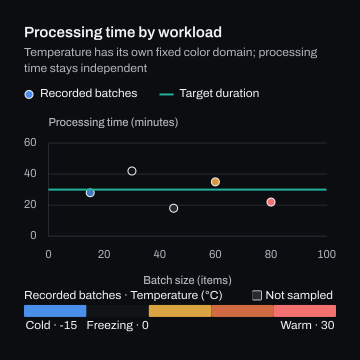 Processing time by workload
Temperature has its own fixed color domain; processing
time stays independent
Recorded batches Target duration
Processing time (minutes)
60
40
20
0
0 20 40 60 80 100
Batch size (items)
Recorded batches · Temperature (°C) Not sampled
Cold · -15 Freezing · 0 Warm · 30